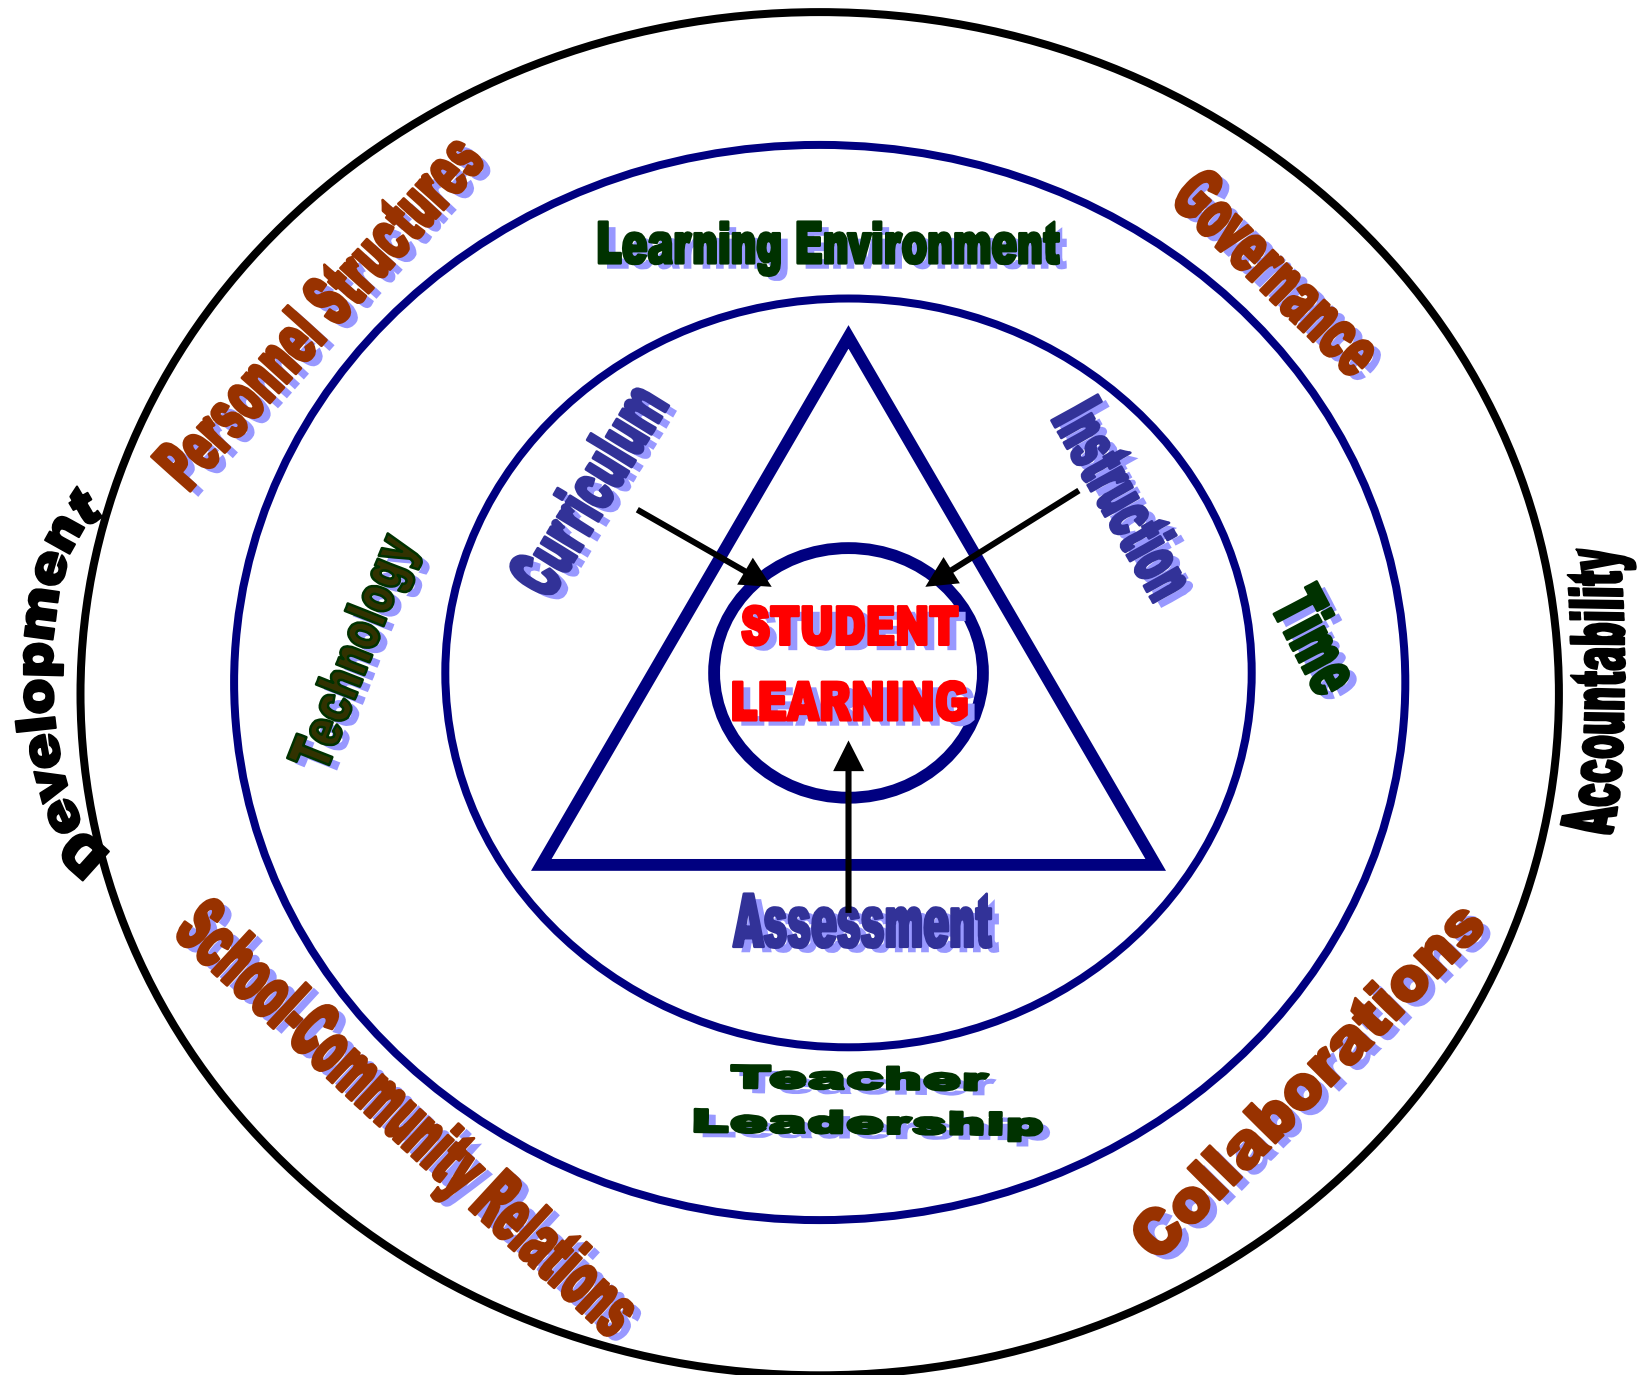 Personnel Structures
Governance
Learning Environment
Curriculum
Instruction
Development
Technology
STUDENT
LEARNING
Time
Accountability
Assessment
School-Community Relations
Teacher
Leadership
Collaborations